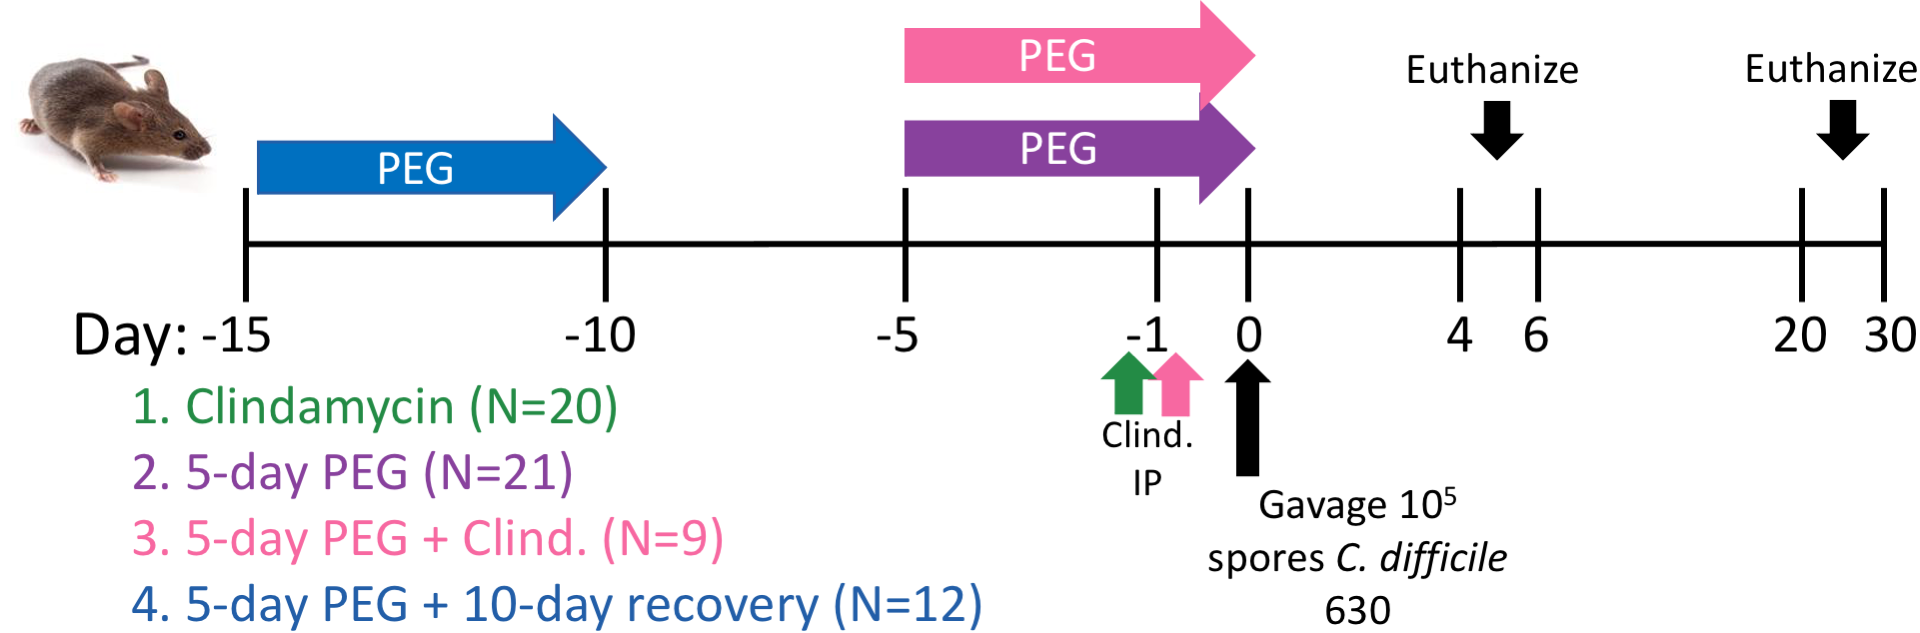 PEG
PEG
PEG
Euthanize
Euthanize
Day: -15 -10 -5 -1 0 4 6 20 30
1. Clindamycin (N=20)
2. 5-day PEG (N=21)
3. 5-day PEG + Clind. (N=9)
4. 5-day PEG + 10-day recovery (N=12)
Clind.
IP
Gavage 10⁵
spores C. difficile
630